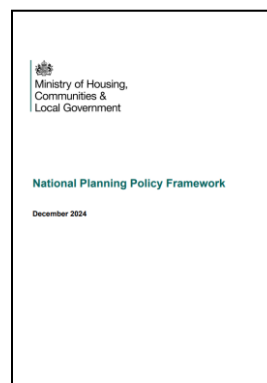 Ministry of Housing,
Communities &
Local Government
National Planning Policy Framework
December 2024